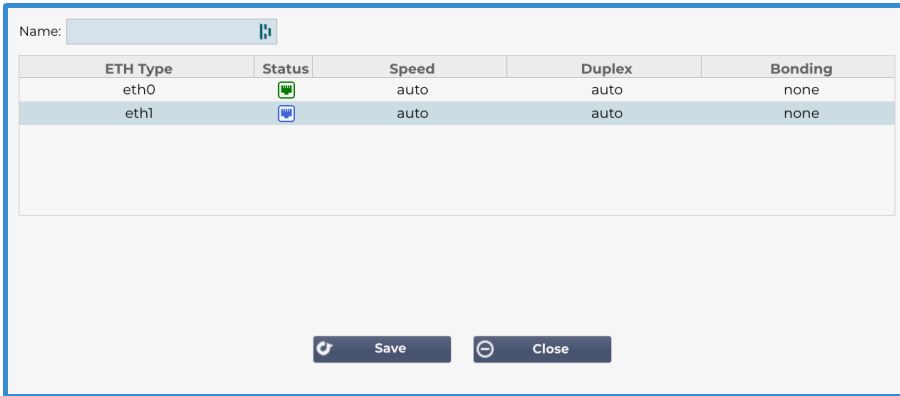 Name:
ETH Type Status Speed Duplex Bonding
eth0 auto auto none
eth1 auto auto none
Save Close